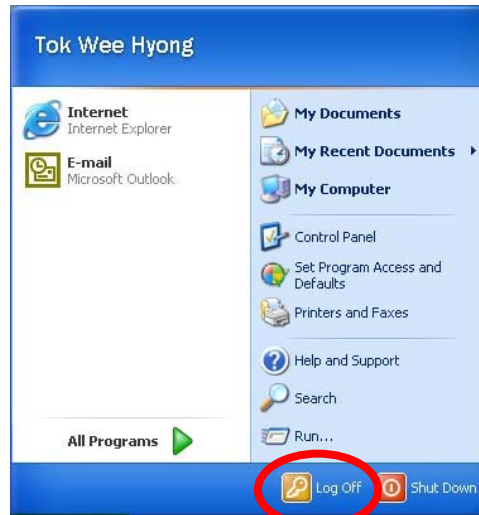 Tok Wee Hyong
Internet
Internet Explorer
E-mail
Microsoft Outlook
All Programs
My Documents
My Recent Documents
My Computer
Control Panel
Set Program Access and
Defaults
Printers and Faxes
Help and Support
Search
Run...
Log Off
Shut Down